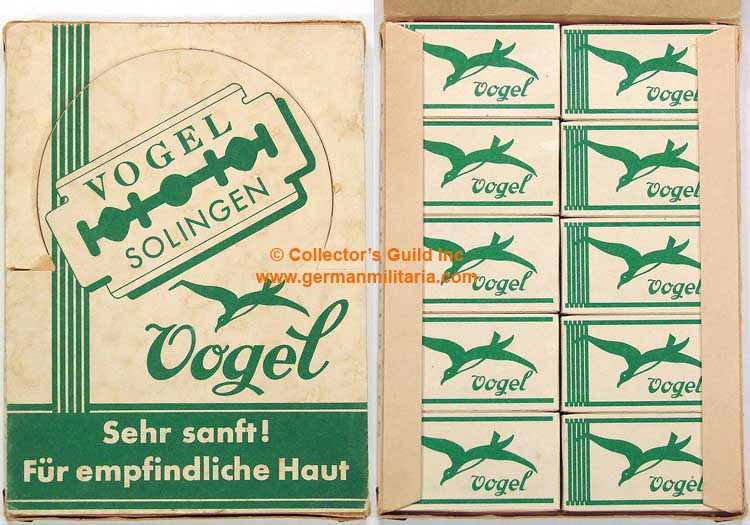 VOGEL
SOLINGEN
Vogel
Sehr sanft!
Für empfindliche Haut
© Collector's Guild Inc
www.germanmilitaria.com
Vogel
Vogel
Vogel
Vogel
Vogel
Vogel
Vogel
Vogel
Vogel
Vogel